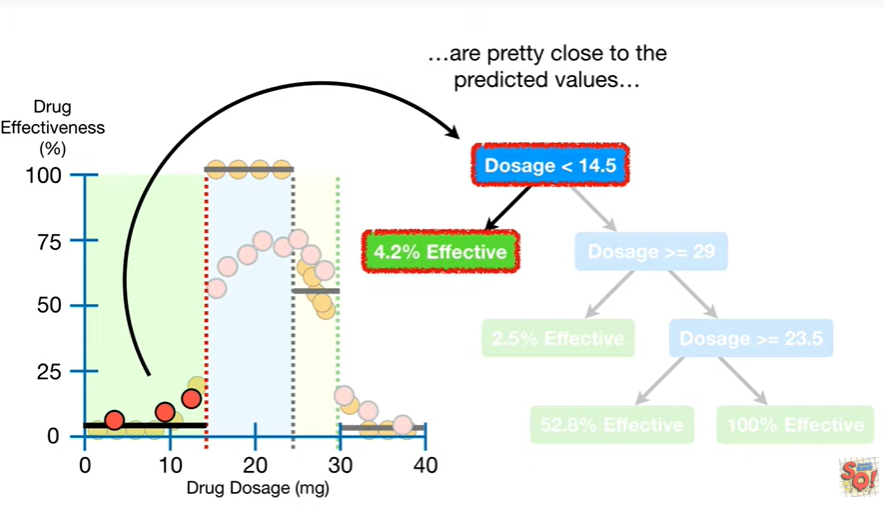 …are pretty close to the
predicted values…
Drug
Effectiveness
(%)
100
75
50
25
0
0
10
20
30
40
Drug Dosage (mg)
Dosage < 14.5
4.2% Effective
Dosage >= 29
2.5% Effective
Dosage >= 23.5
52.8% Effective
100% Effective
SQ!